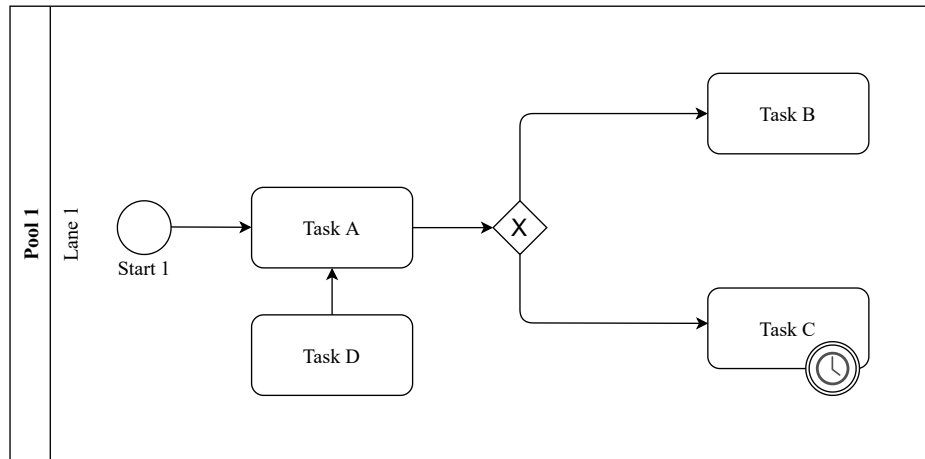 Pool 1
Lane 1
Start 1
Task A
Task D
X
Task B
Task C